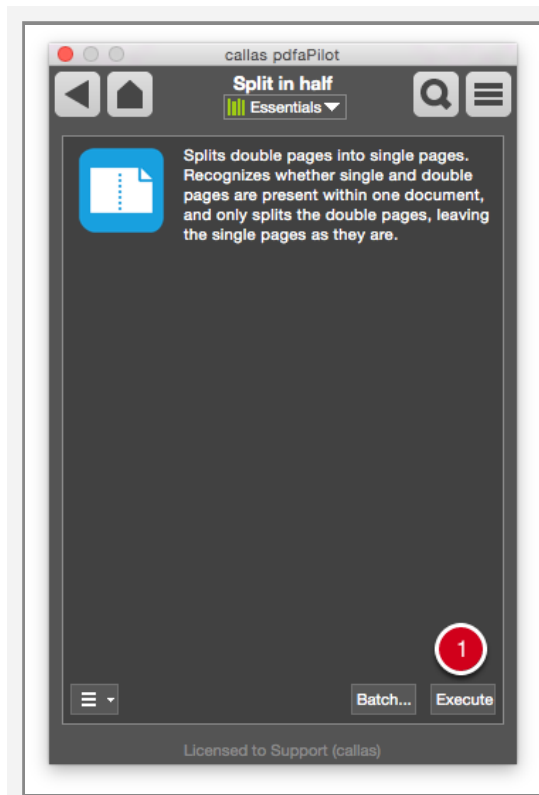 callas pdfaPilot
Split in half
Essentials
Splits double pages into single pages.
Recognizes whether single and double
pages are present within one document,
and only splits the double pages, leaving
the single pages as they are.
1
Batch...
Execute
Licensed to Support (callas)